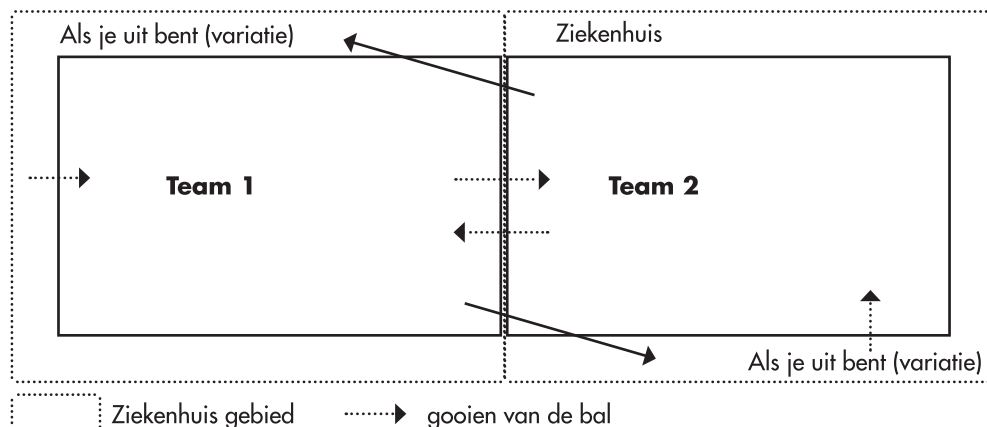 Als je uit bent (variatie)
Ziekenhuis
Team 1
Team 2
Als je uit bent (variatie)
Ziekenhuis gebied
gooien van de bal